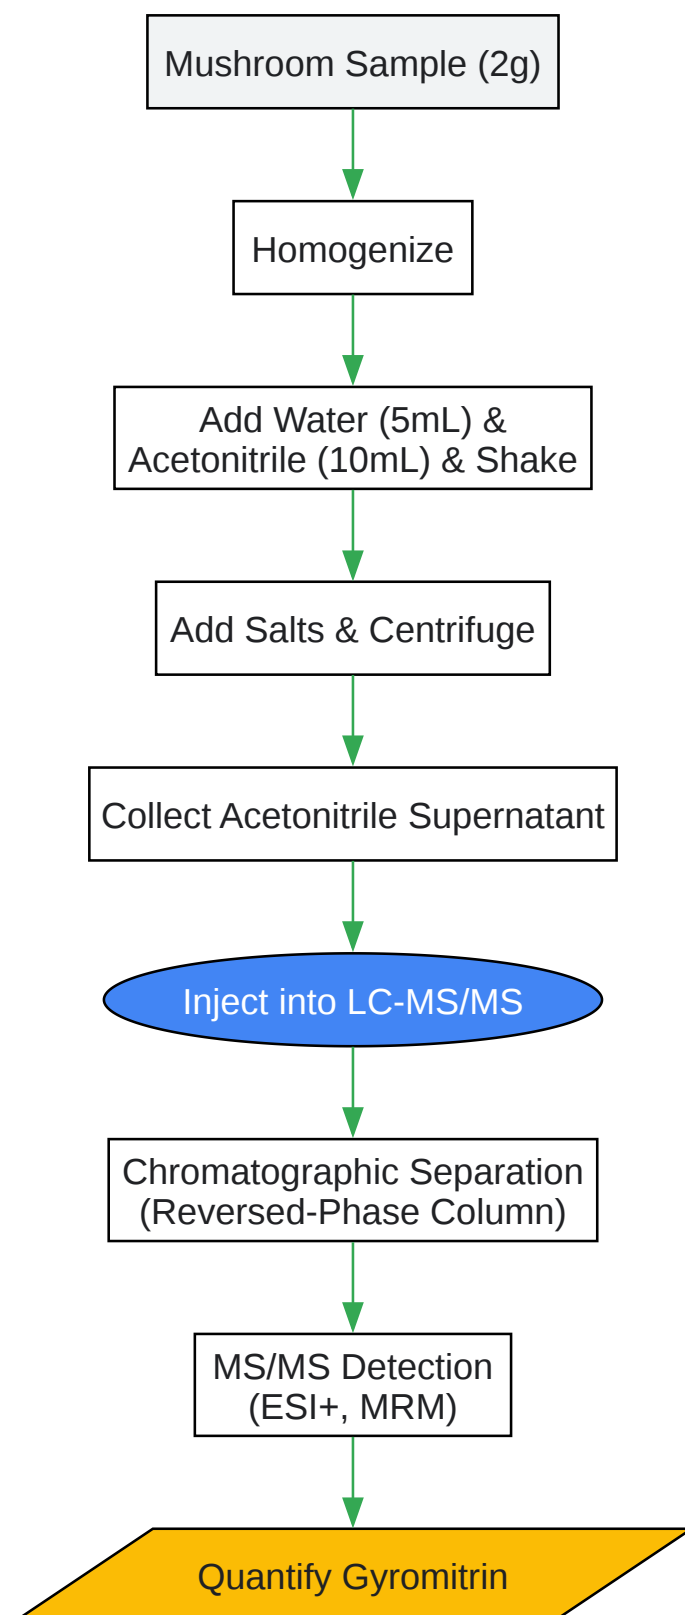 Mushroom Sample (2g)
Homogenize
Add Water (5mL) &
Acetonitrile (10mL) & Shake
Add Salts & Centrifuge
Collect Acetonitrile Supernatant
Inject into LC-MS/MS
Chromatographic Separation
(Reversed-Phase Column)
MS/MS Detection
(ESI+, MRM)
Quantify Gyromitrin